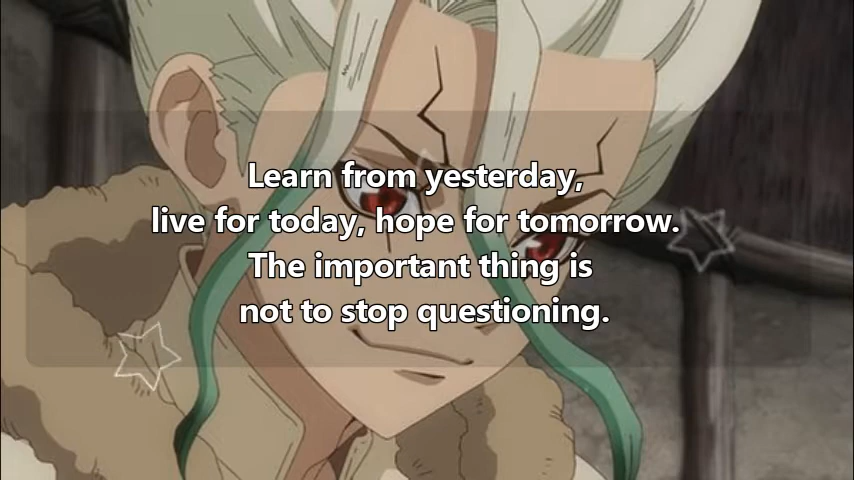 Learn from yesterday,
live for today, hope for tomorrow.
The important thing is
not to stop questioning.